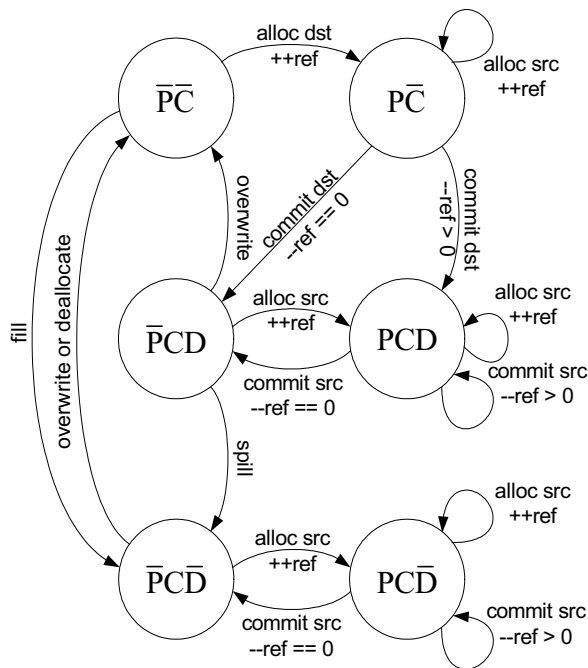 alloc dst
++ref
P̅C̅
PC̅
alloc src
++ref
overwrite
commit dst
--ref == 0
commit dst
--ref > 0
fill
overwrite or deallocate
P̅CD
alloc src
++ref
commit src
--ref == 0
PCD
alloc src
++ref
commit src
--ref > 0
spill
P̅CD̅
alloc src
++ref
commit src
--ref == 0
PCD̅
alloc src
++ref
commit src
--ref > 0